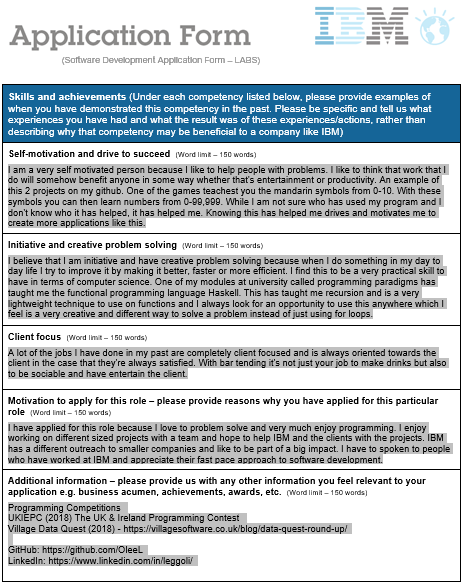 Application Form
IBM
(Software Development Application Form – LABS)
Skills and achievements (Under each competency listed below, please provide examples of
when you have demonstrated this competency in the past. Please be specific and tell us what
experiences you have had and what the result was of these experiences/actions, rather than
describing why that competency may be beneficial to a company like IBM)
Self-motivation and drive to succeed (Word limit – 150 words)
I am a very self motivated person because I like to help people with problems. I like to think that work that I
do will somehow benefit anyone in some way whether that's entertainment or productivity. An example of
this 2 projects on my github. One of the games teachest you the mandarin symbols from 0-10. With these
symbols you can then learn numbers from 0-99,999. While I am not sure who has used my program and I
don't know who it has helped, it has helped me. Knowing this has helped me drives and motivates me to
create more applications like this.
Initiative and creative problem solving (Word limit – 150 words)
I believe that I am initiative and have creative problem solving because when I do something in my day to
day life I try to improve it by making it better, faster or more efficient. I find this to be a very practical skill to
have in terms of computer science. One of my modules at university called programming paradigms has
taught me the functional programming language Haskell. This has taught me recursion and is a very
lightweight technique to use on functions and I always look for an opportunity to use this anywhere which I
feel is a very creative and different way to solve a problem instead of just using for loops.
Client focus (Word limit – 150 words)
A lot of the jobs I have done in my past are completely client focused and is always oriented towards the
client in the case that they're always satisfied. With bar tending it's not just your job to make drinks but also
to be sociable and have entertain the client.
Motivation to apply for this role – please provide reasons why you have applied for this particular
role (Word limit – 150 words)
I have applied for this role because I love to problem solve and very much enjoy programming. I enjoy
working on different sized projects with a team and hope to help IBM and the clients with the projects. IBM
has a different outreach to smaller companies and like to be part of a big impact. I have to spoken to people
who have worked at IBM and appreciate their fast pace approach to software development.
Additional information – please provide us with any other information you feel relevant to your
application e.g. business acumen, achievements, awards, etc. (Word limit – 150 words)
Programming Competitions
UKIEPC (2018) The UK & Ireland Programming Contest
Village Data Quest (2018) - https://villagesoftware.co.uk/blog/data-quest-round-up/
GitHub: https://github.com/OleeL
LinkedIn: https://www.linkedin.com/in/leggoli/